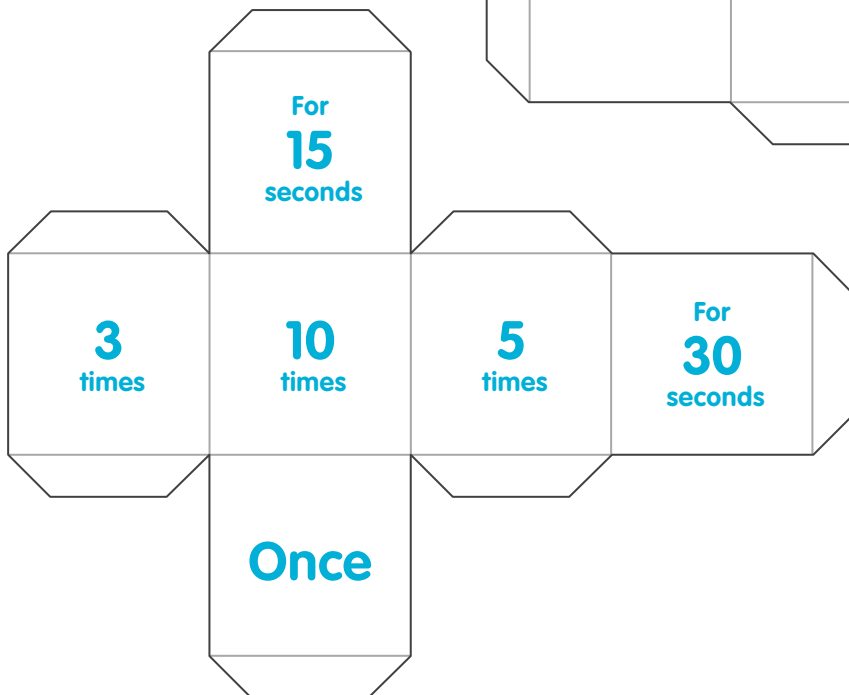 For
15
seconds
3
times
10
times
5
times
For
30
seconds
Once